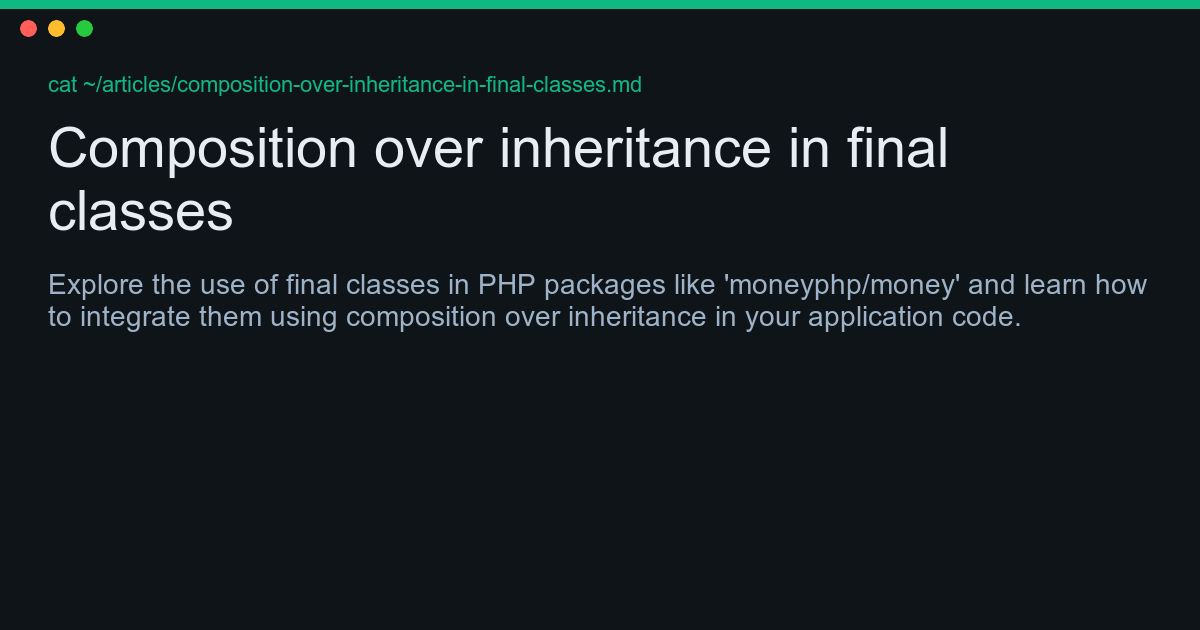 cat ~/articles/composition-over-inheritance-in-final-classes.md
Composition over inheritance in final
classes
Explore the use of final classes in PHP packages like 'moneyphp/money' and learn how
to integrate them using composition over inheritance in your application code.